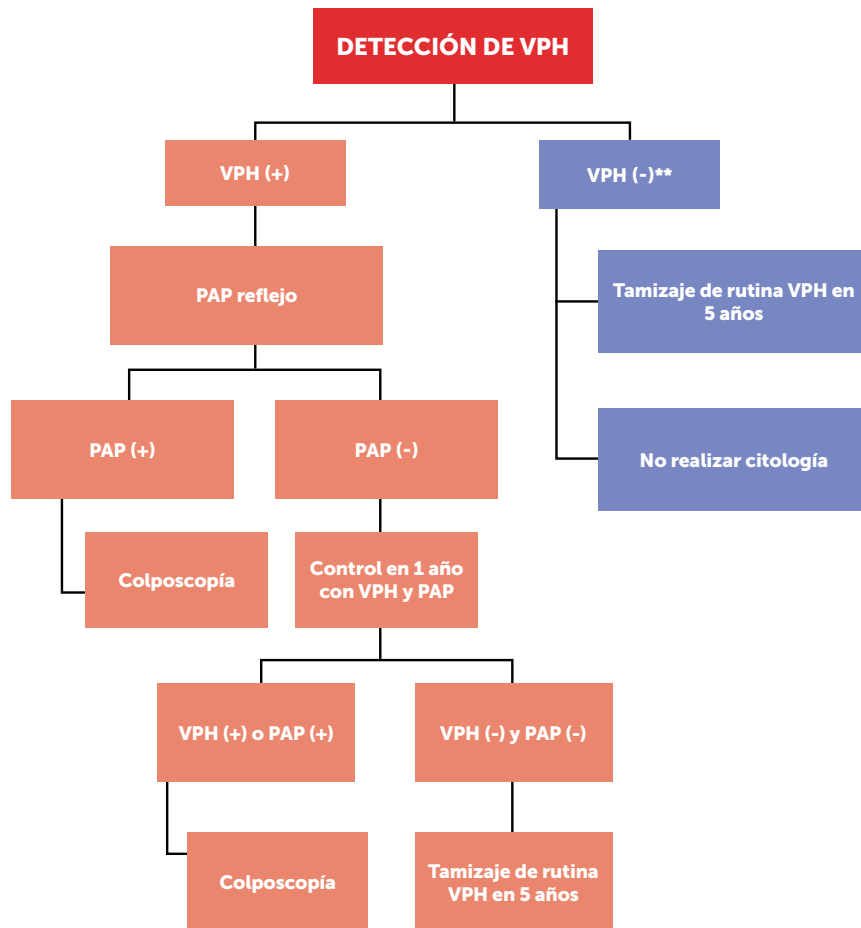 DETECCIÓN DE VPH
VPH (+)
VPH (-)**
PAP reflejo
Tamizaje de rutina VPH en
5 años
PAP (+)
PAP (-)
No realizar citología
Colposcopía
Control en 1 año
con VPH y PAP
VPH (+) o PAP (+)
VPH (-) y PAP (-)
Colposcopía
Tamizaje de rutina
VPH en 5 años